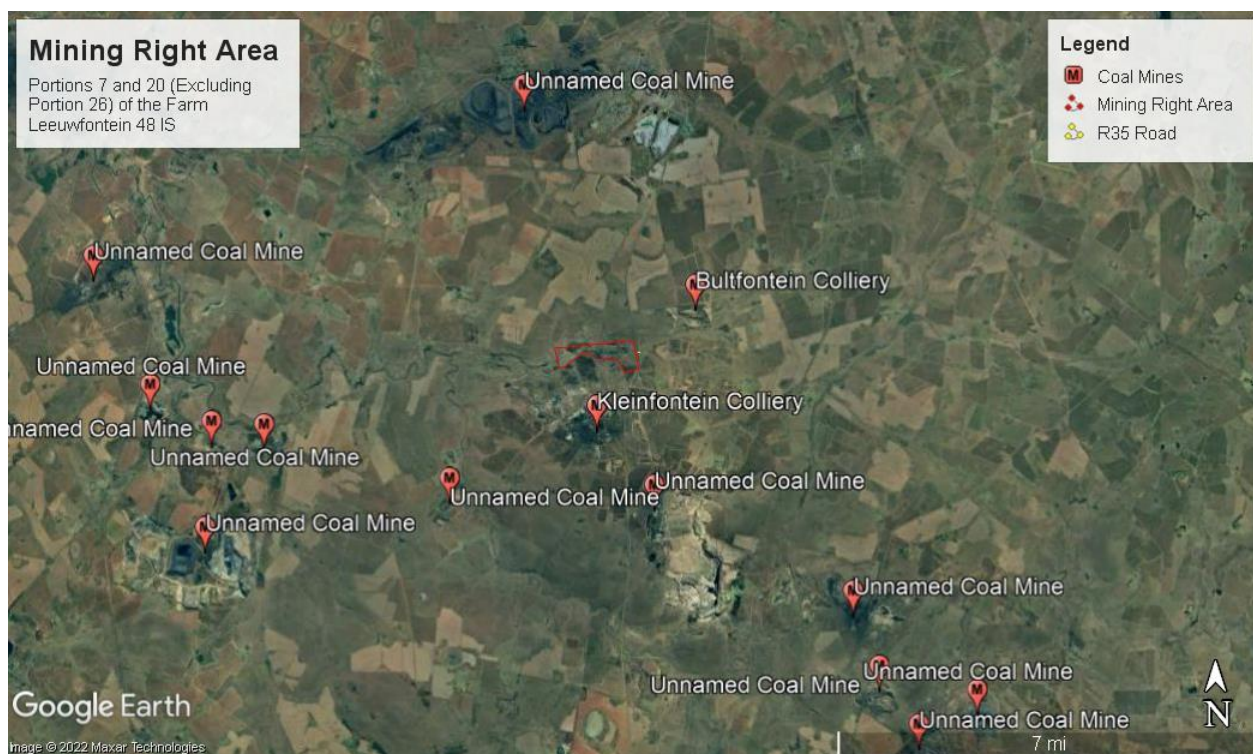 Mining Right Area
Portions 7 and 20 (Excluding
Portion 26) of the Farm
Leeuwfontein 48 IS
Legend
M Coal Mines
Mining Right Area
R35 Road
M Unnamed Coal Mine
M Unnamed Coal Mine
M Bultfontein Colliery
Unnamed Coal Mine
M
M Kleinfontein Colliery
nnamed Coal Mine M
M
Unnamed Coal Mine
M
Unnamed Coal Mine
M Unnamed Coal Mine
M Unnamed Coal Mine
M Unnamed Coal Mine
M Unnamed Coal Mine
Unnamed Coal Mine
M
M Unnamed Coal Mine
Google Earth
N
Image © 2022 Maxar Technologies
7 mi